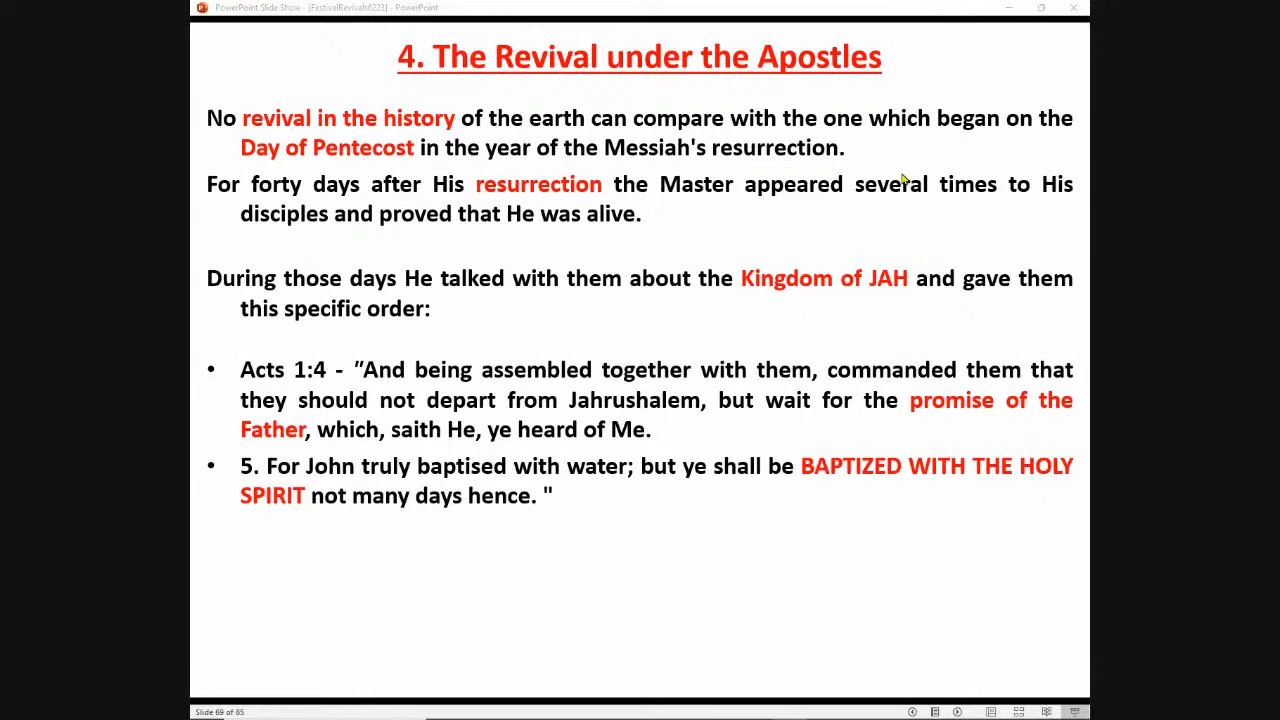 PowerPoint Slide Show - [FestivalRevivals6223] - PowerPoint
4. The Revival under the Apostles
No revival in the history of the earth can compare with the one which began on the
Day of Pentecost in the year of the Messiah's resurrection.
For forty days after His resurrection the Master appeared several times to His
disciples and proved that He was alive.
During those days He talked with them about the Kingdom of JAH and gave them
this specific order:
• Acts 1:4 - "And being assembled together with them, commanded them that
they should not depart from Jahrushalem, but wait for the promise of the
Father, which, saith He, ye heard of Me.
• 5. For John truly baptised with water; but ye shall be BAPTIZED WITH THE HOLY
SPIRIT not many days hence. "
Slide 69 of 85